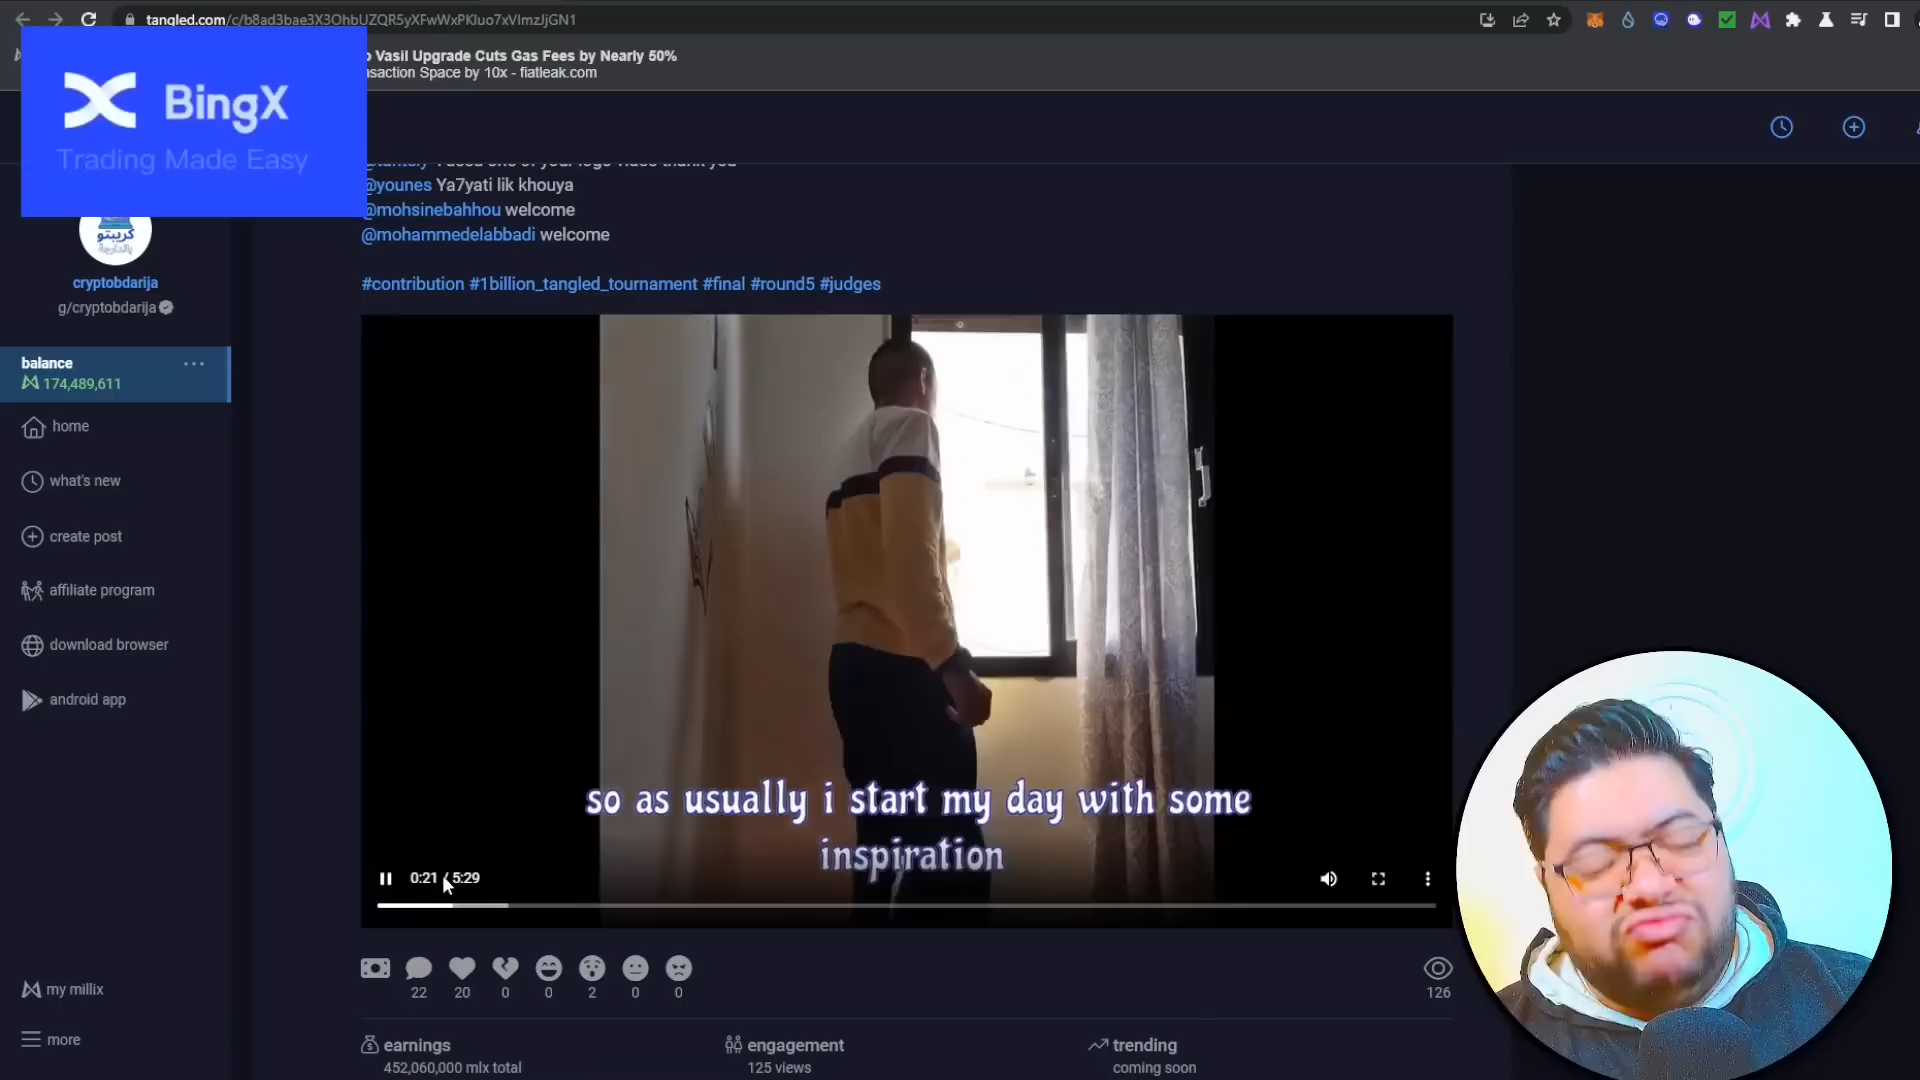 tangled.com/c/b8ad3bae3X3OhbUZQR5yXFwWxPKIuo7xVImzJjGN1
o Vasil Upgrade Cuts Gas Fees by Nearly 50%
nsaction Space by 10x - fiatleak.com
BingX
Trading Made Easy
@younes Ya7yati lik khouya
@mohsinebahhou welcome
@mohammedelabbadi welcome
#contribution #1billion_tangled_tournament #final #round5 #judges
كريبتو
بالدارجة
cryptobdarija
g/cryptobdarija
balance
174,489,611
home
what's new
create post
affiliate program
download browser
android app
my millix
more
so as usually i start my day with some
inspiration
0:21 / 5:29
22 20 0 0 2 0 0
126
earnings
452,060,000 mlx total
engagement
125 views
trending
coming soon